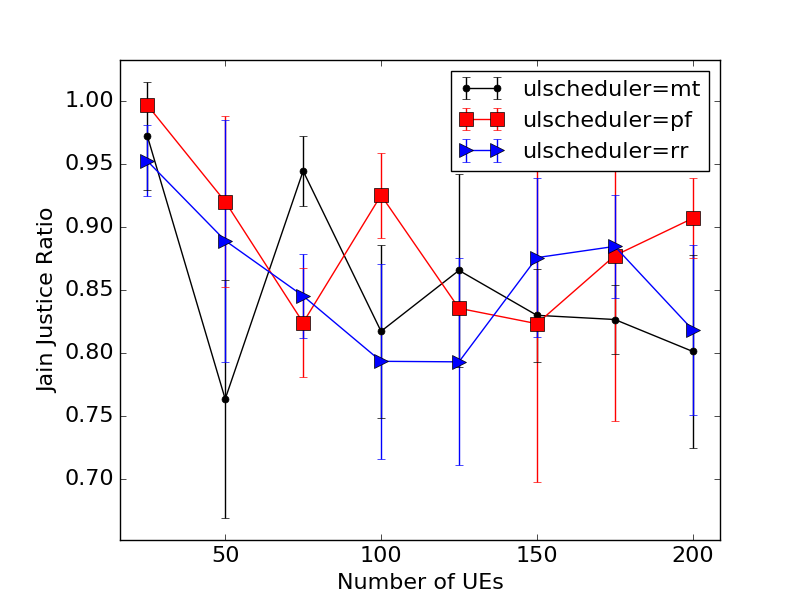 ulscheduler=mt
ulscheduler=pf
ulscheduler=rr
1.00
0.95
0.90
0.85
0.80
0.75
0.70
Jain Justice Ratio
50 100 150 200
Number of UEs